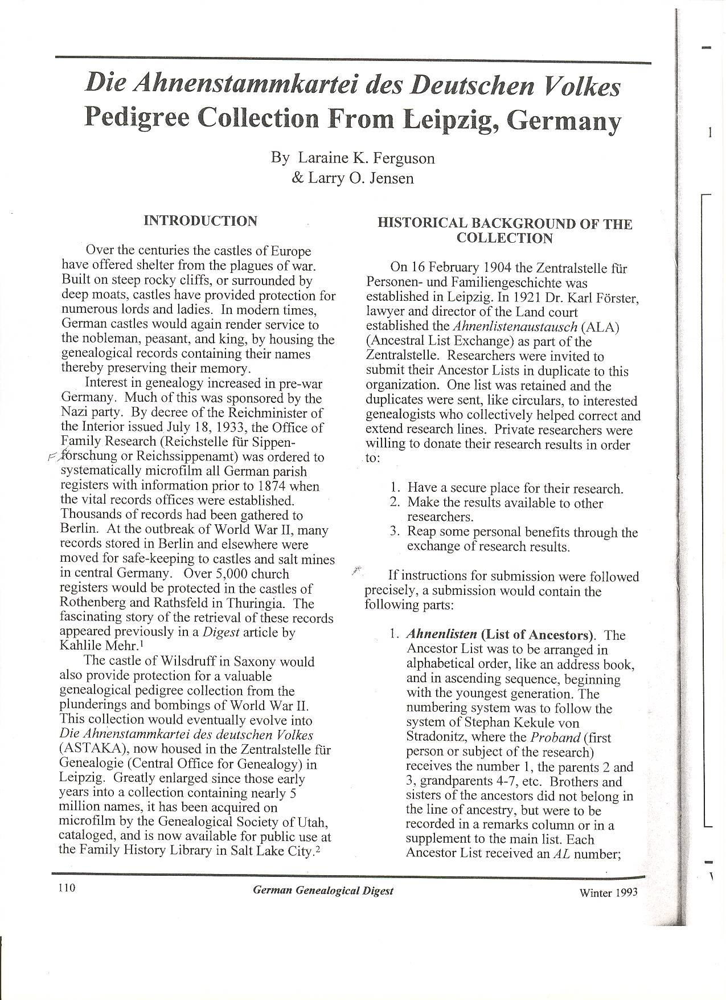 Die Ahnenstammkartei des Deutschen Volkes
Pedigree Collection From Leipzig, Germany
By Laraine K. Ferguson
& Larry O. Jensen
INTRODUCTION
Over the centuries the castles of Europe
have offered shelter from the plagues of war.
Built on steep rocky cliffs, or surrounded by
deep moats, castles have provided protection for
numerous lords and ladies. In modern times,
German castles would again render service to
the nobleman, peasant, and king, by housing the
genealogical records containing their names
thereby preserving their memory.
Interest in genealogy increased in pre-war
Germany. Much of this was sponsored by the
Nazi party. By decree of the Reichminister of
the Interior issued July 18, 1933, the Office of
Family Research (Reichstelle für Sippen-
F forschung or Reichssippenamt) was ordered to
systematically microfilm all German parish
registers with information prior to 1874 when
the vital records offices were established.
Thousands of records had been gathered to
Berlin. At the outbreak of World War II, many
records stored in Berlin and elsewhere were
moved for safe-keeping to castles and salt mines
in central Germany. Over 5,000 church
registers would be protected in the castles of
Rothenberg and Rathsfeld in Thuringia. The
fascinating story of the retrieval of these records
appeared previously in a Digest article by
Kahlile Mehr.1
The castle of Wilsdruff in Saxony would
also provide protection for a valuable
genealogical pedigree collection from the
plunderings and bombings of World War II.
This collection would eventually evolve into
Die Ahnenstammkartei des deutschen Volkes
(ASTAKA), now housed in the Zentralstelle für
Genealogie (Central Office for Genealogy) in
Leipzig. Greatly enlarged since those early
years into a collection containing nearly 5
million names, it has been acquired on
microfilm by the Genealogical Society of Utah,
cataloged, and is now available for public use at
the Family History Library in Salt Lake City.2
HISTORICAL BACKGROUND OF THE
COLLECTION
On 16 February 1904 the Zentralstelle für
Personen- und Familiengeschichte was
established in Leipzig. In 1921 Dr. Karl Förster,
lawyer and director of the Land court
established the Ahnenlistenaustausch (ALA)
(Ancestral List Exchange) as part of the
Zentralstelle. Researchers were invited to
submit their Ancestor Lists in duplicate to this
organization. One list was retained and the
duplicates were sent, like circulars, to interested
genealogists who collectively helped correct and
extend research lines. Private researchers were
willing to donate their research results in order
to:
1. Have a secure place for their research.
2. Make the results available to other
researchers.
3. Reap some personal benefits through the
exchange of research results.
If instructions for submission were followed
precisely, a submission would contain the
following parts:
1. Ahnenlisten (List of Ancestors). The
Ancestor List was to be arranged in
alphabetical order, like an address book,
and in ascending sequence, beginning
with the youngest generation. The
numbering system was to follow the
system of Stephan Kekule von
Stradonitz, where the Proband (first
person or subject of the research)
receives the number 1, the parents 2 and
3, grandparents 4-7, etc. Brothers and
sisters of the ancestors did not belong in
the line of ancestry, but were to be
recorded in a remarks column or in a
supplement to the main list. Each
Ancestor List received an AL number;
110
German Genealogical Digest
Winter 1993